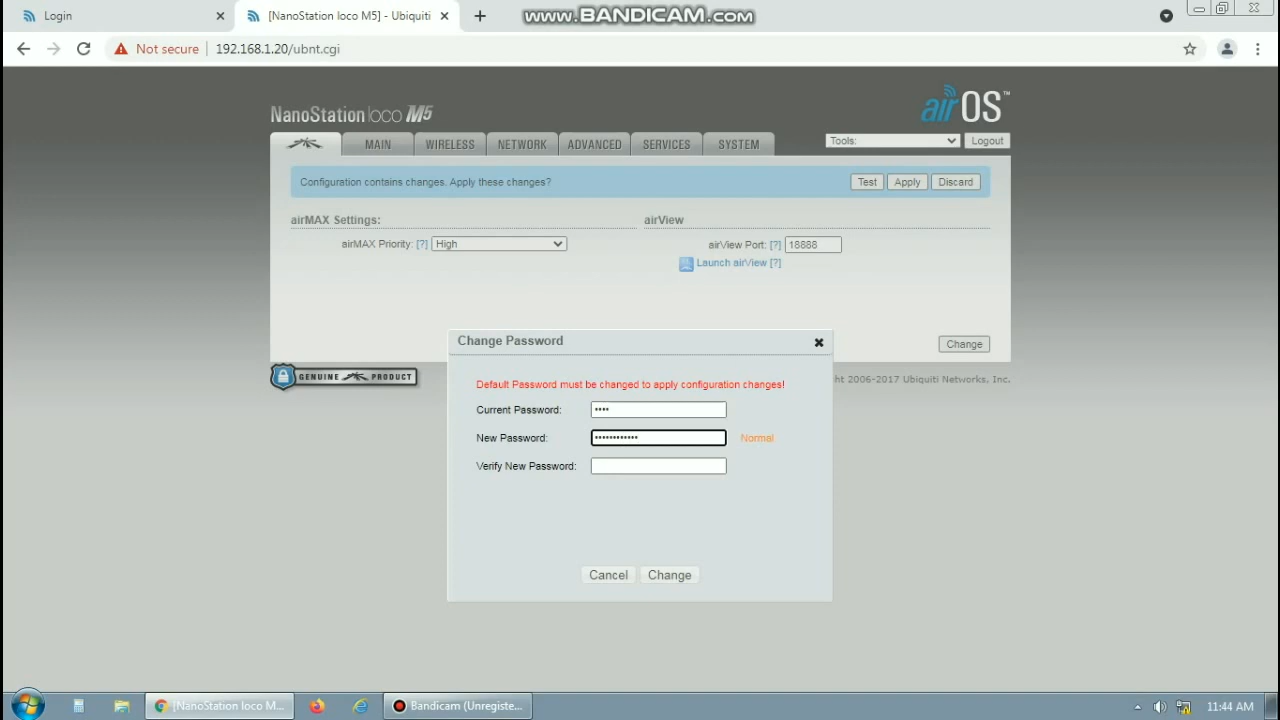 Login
[NanoStation loco M5] - Ubiquiti
www.BANDICAM.com
Not secure
192.168.1.20/ubnt.cgi
NanoStation loco M5
airOS™
MAIN
WIRELESS
NETWORK
ADVANCED
SERVICES
SYSTEM
Tools:
Logout
Configuration contains changes. Apply these changes?
Test
Apply
Discard
airMAX Settings:
airView
airMAX Priority: [?]
High
airView Port: [?]
18888
Launch airView [?]
Change
GENUINE PRODUCT
ht 2006-2017 Ubiquiti Networks, Inc.
Change Password
Default Password must be changed to apply configuration changes!
Current Password:
••••
New Password:
••••••••••••
Normal
Verify New Password:
Cancel
Change
[NanoStation loco M...
Bandicam (Unregiste...
11:44 AM